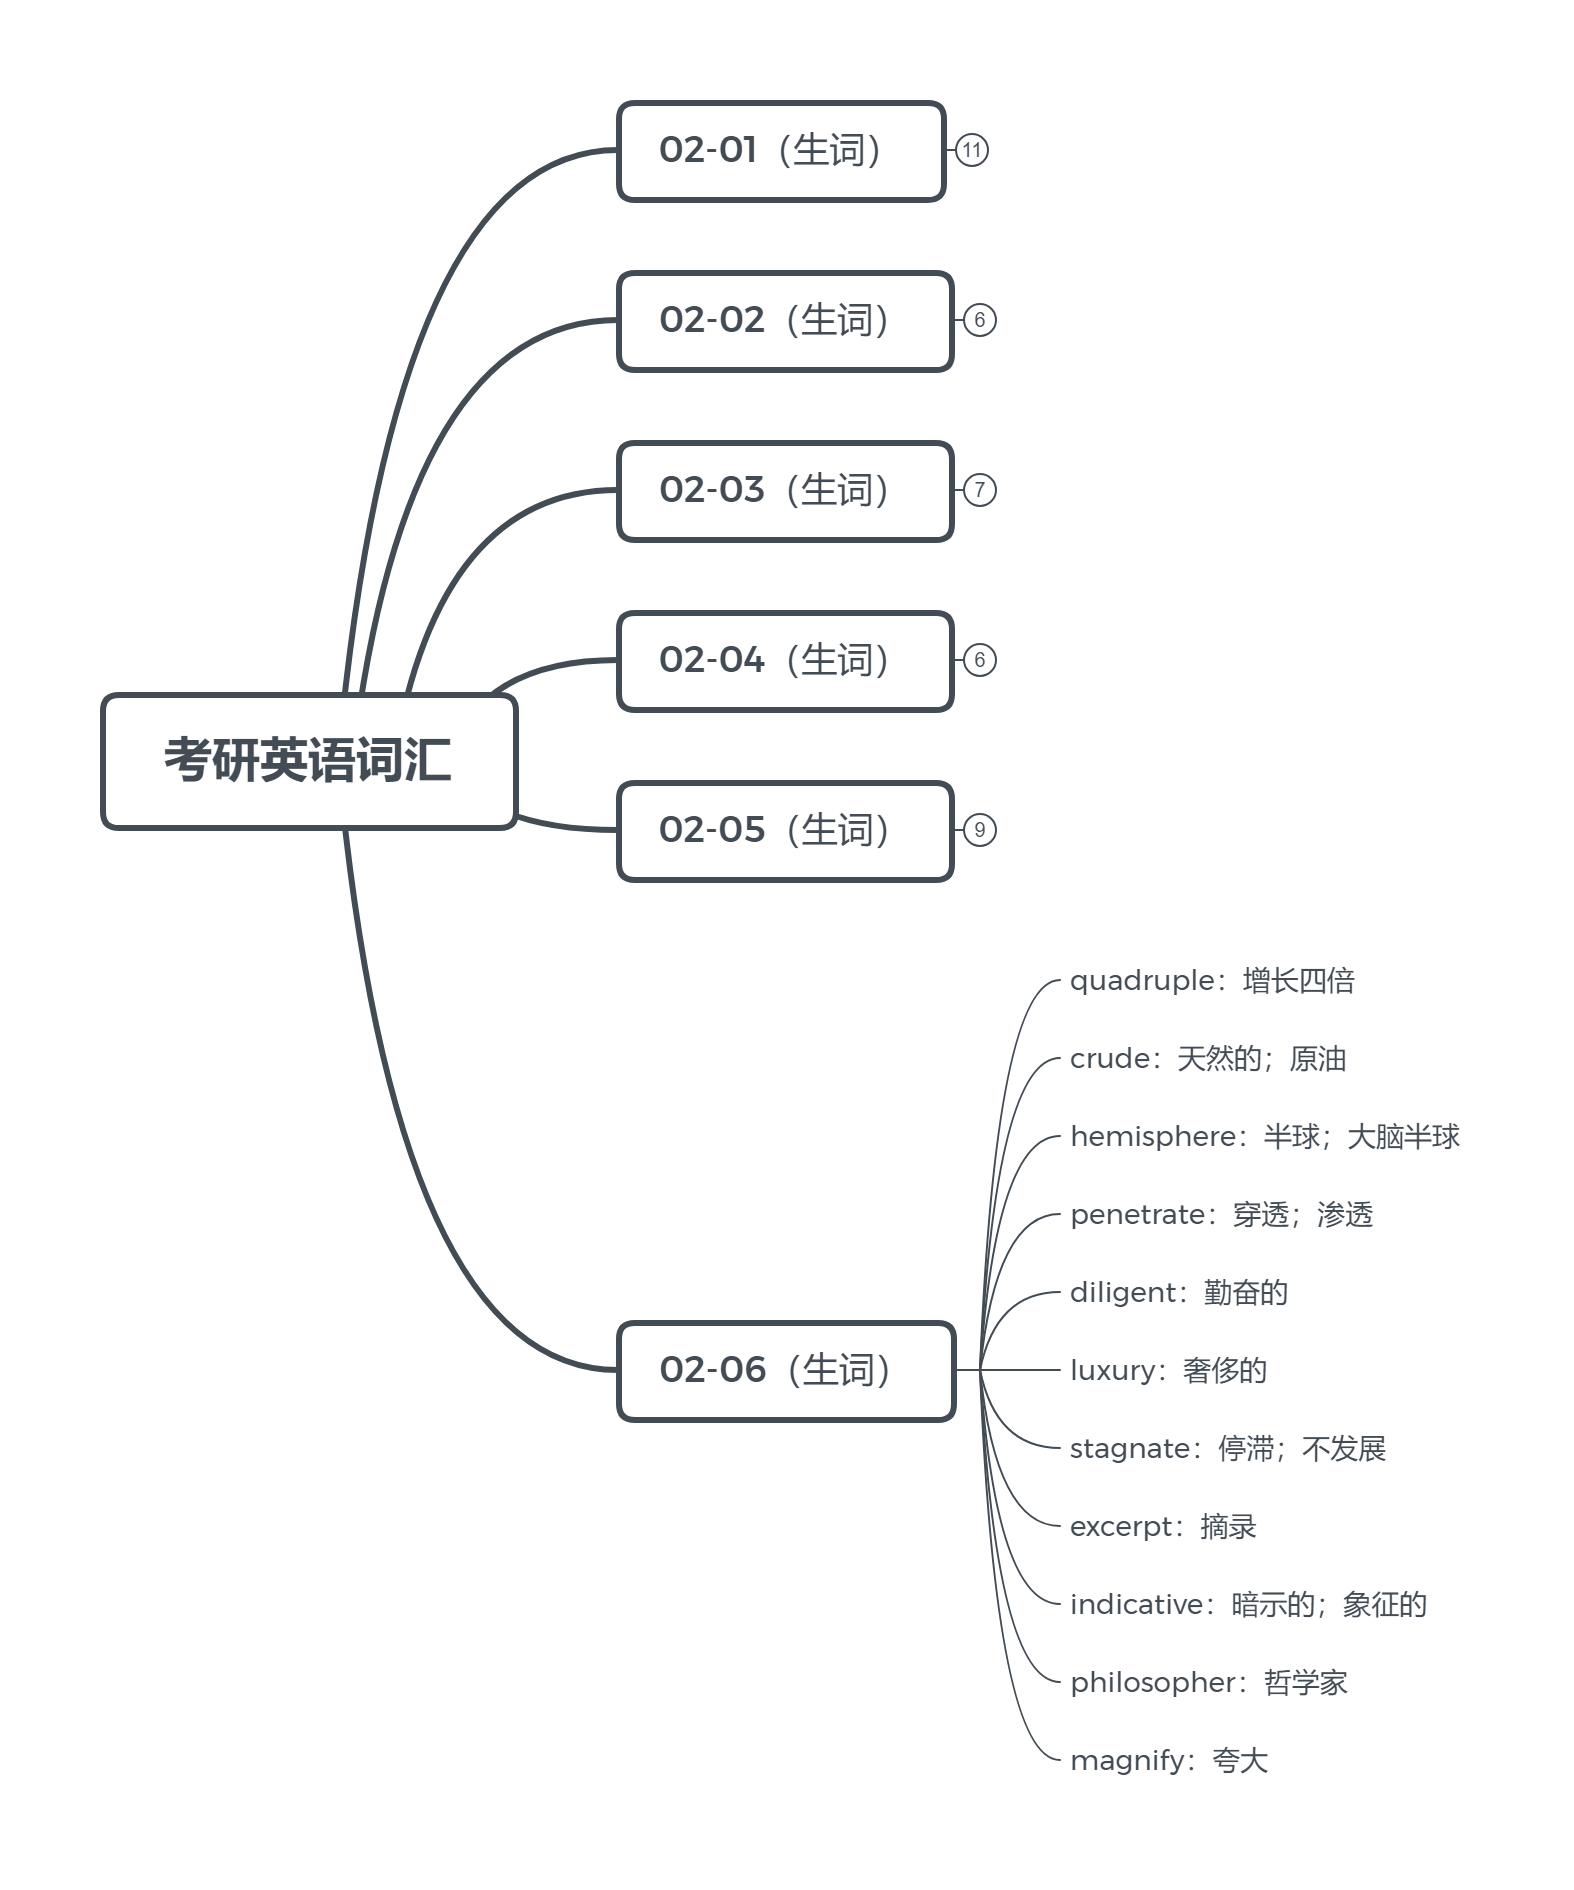 02-01（生词）
11
02-02（生词）
6
02-03（生词）
7
02-04（生词）
6
考研英语词汇
02-05（生词）
9
quadruple：增长四倍
crude：天然的；原油
hemisphere：半球；大脑半球
penetrate：穿透；渗透
diligent：勤奋的
02-06（生词）
luxury：奢侈的
stagnate：停滞；不发展
excerpt：摘录
indicative：暗示的；象征的
philosopher：哲学家
magnify：夸大